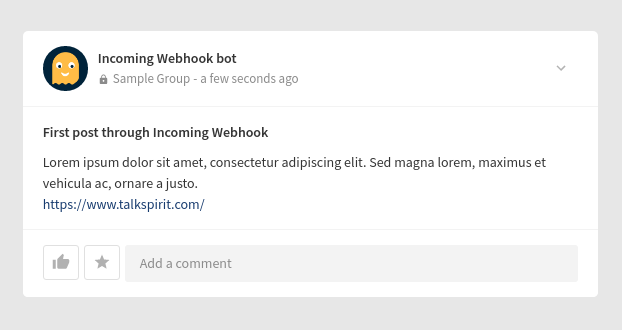 Incoming Webhook bot
Sample Group - a few seconds ago
First post through Incoming Webhook
Lorem ipsum dolor sit amet, consectetur adipiscing elit. Sed magna lorem, maximus et
vehicula ac, ornare a justo.
https://www.talkspirit.com/
Add a comment